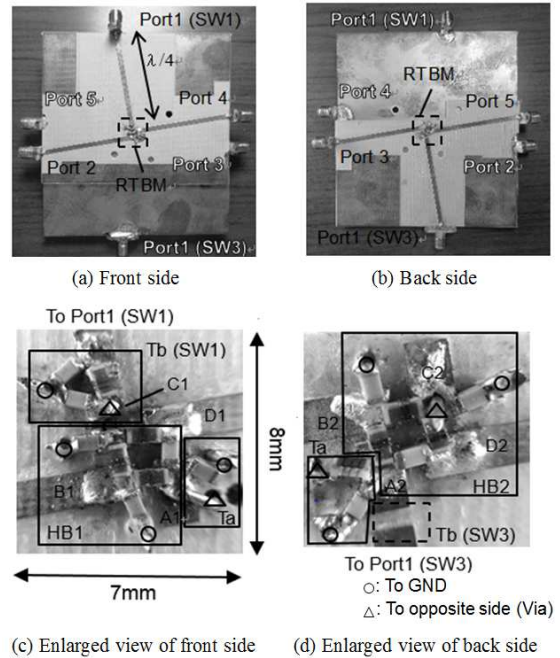 Port1 (SW1)
λ/4
Port 5
Port 4
Port 2
Port 3
RTBM
Port1 (SW3)
(a) Front side
Port1 (SW1)
RTBM
Port 4
Port 5
Port 3
Port 2
Port1 (SW3)
(b) Back side
To Port1 (SW1)
Tb (SW1)
C1
D1
B1
A1
Ta
HB1
8mm
7mm
(c) Enlarged view of front side
C2
B2
Ta
D2
A2
HB2
Tb (SW3)
To Port1 (SW3)
○: To GND
△: To opposite side (Via)
(d) Enlarged view of back side